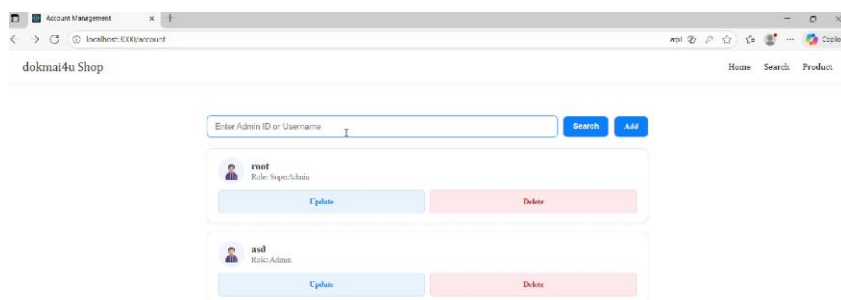 Account Management
localhost:3000/account
dokmai4u Shop
Home Search Product
Enter Admin ID or Username
Search Add
root
Role: SuperAdmin
Update Delete
asd
Role: Admin
Update Delete